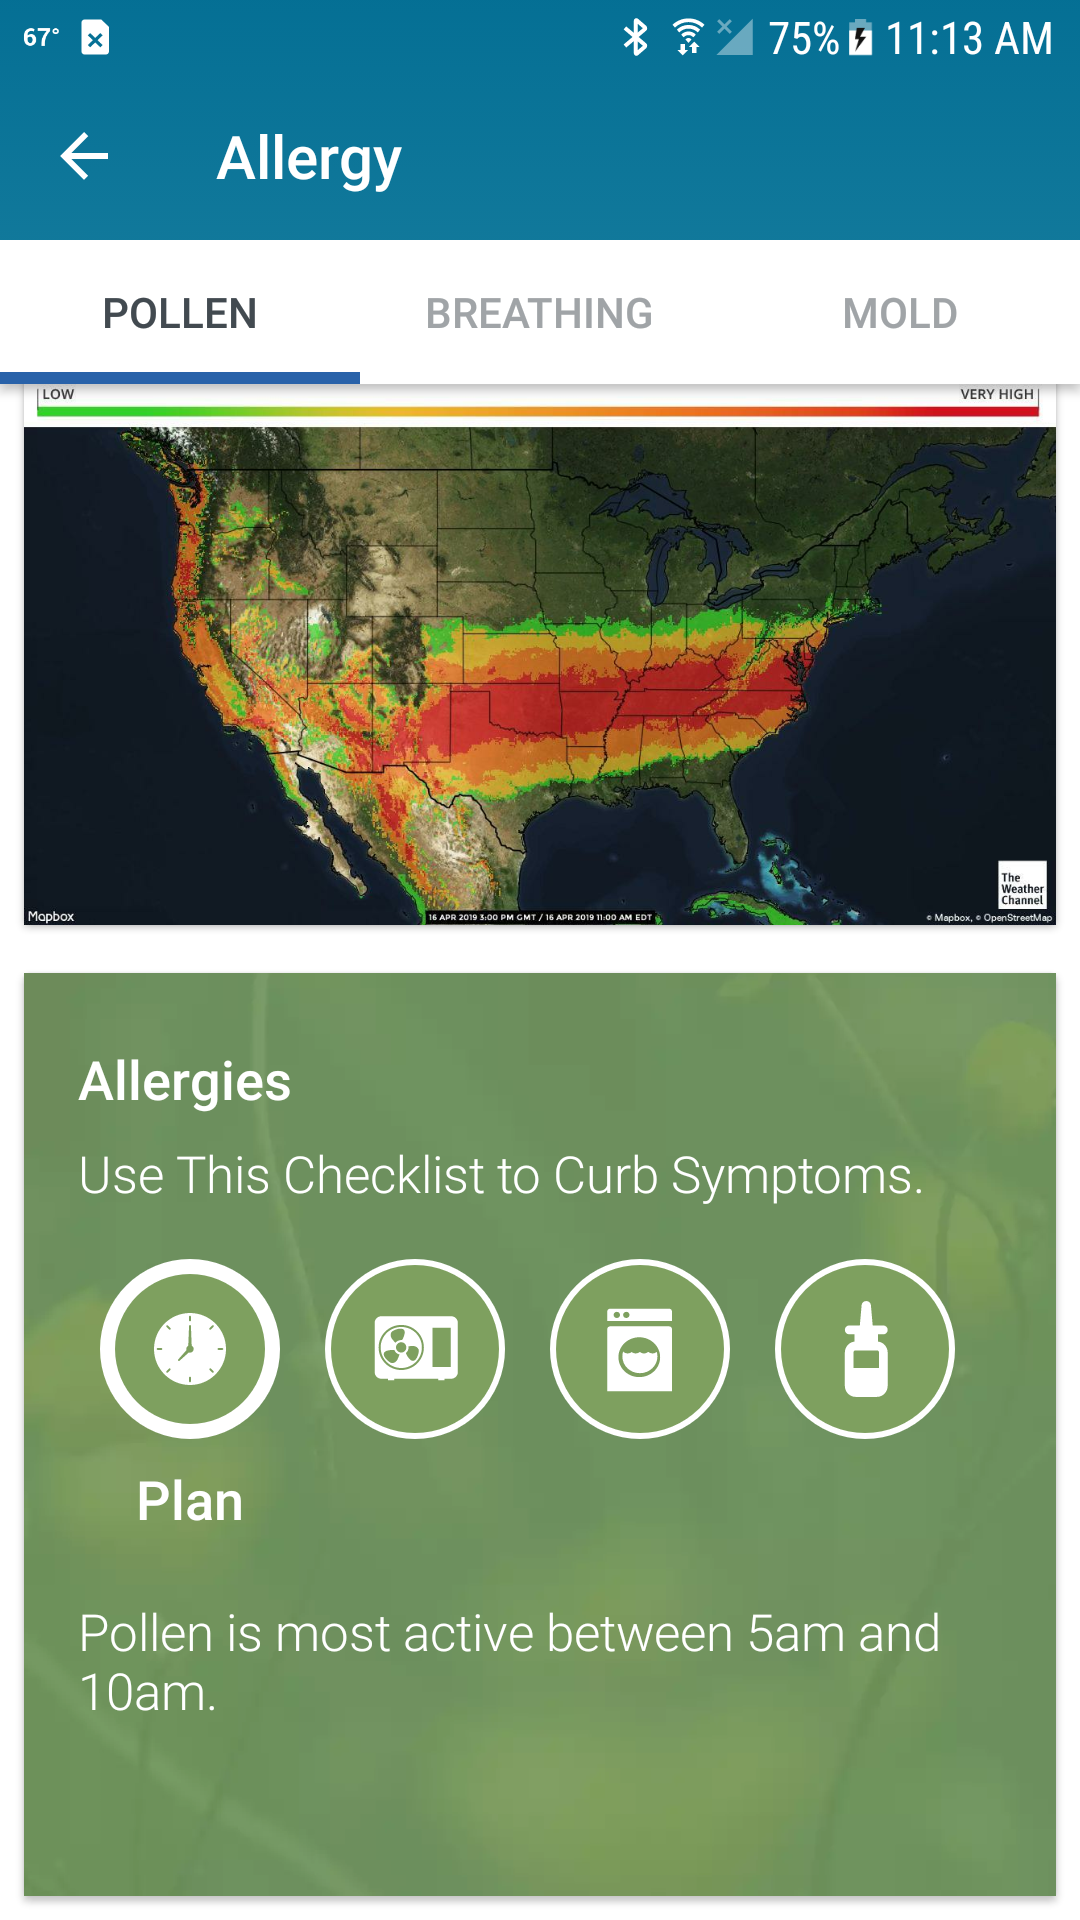 67°
75% 11:13 AM
Allergy
POLLEN BREATHING MOLD
LOW VERY HIGH
The
Weather
Channel
Mapbox
16 APR 2019 3:00 PM GMT / 16 APR 2019 11:00 AM EDT
© Mapbox, © OpenStreetMap
Allergies
Use This Checklist to Curb Symptoms.
Plan
Pollen is most active between 5am and
10am.